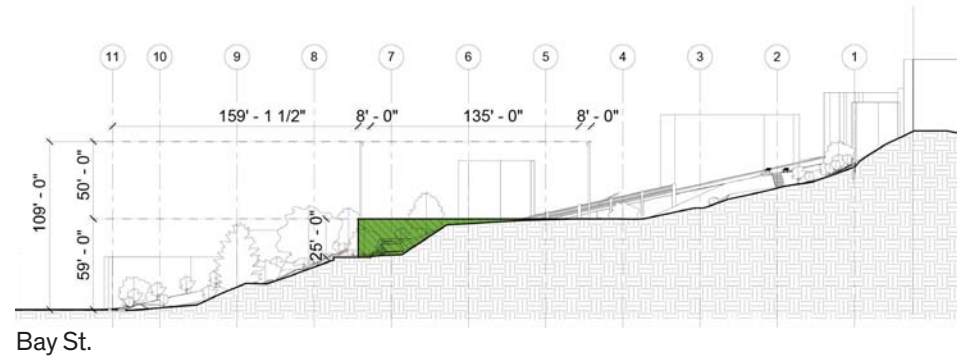 11 10 9 8 7 6 5 4 3 2 1
159' - 1 1/2" 8' - 0" 135' - 0" 8' - 0"
109' - 0"
50' - 0"
59' - 0"
25' - 0"
Bay St.